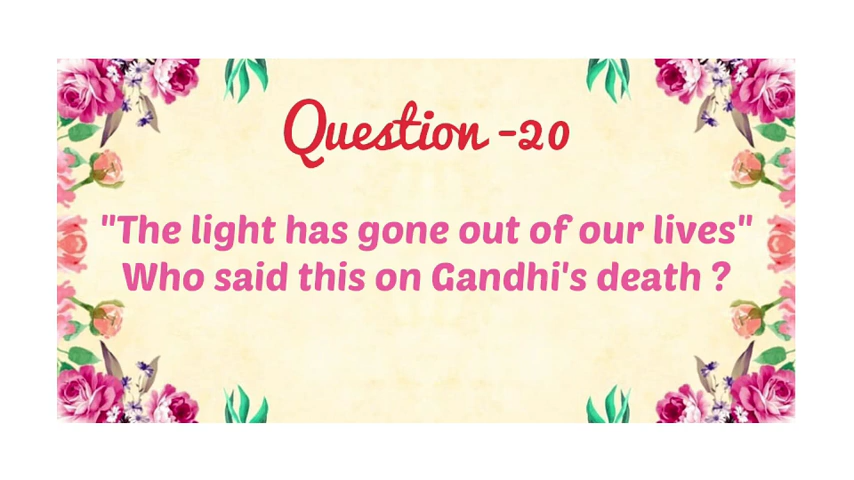 Question -20
"The light has gone out of our lives"
Who said this on Gandhi's death ?